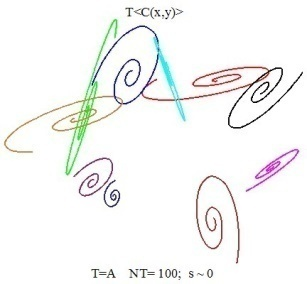 T<C(x,y)>
T=A NT= 100; s ~ 0